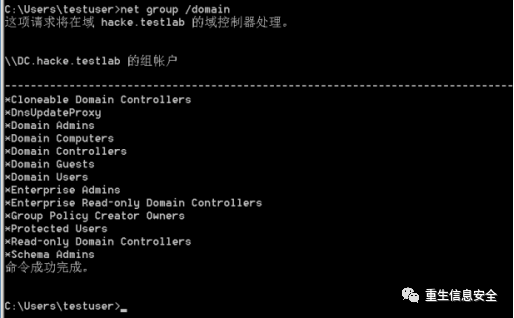 C:\Users\testuser>net group /domain
这项请求将在域 hacke.testlab 的域控制器处理。
\\DC.hacke.testlab 的组帐户
-------------------------------------------------------------------------------
*Cloneable Domain Controllers
*DnsUpdateProxy
*Domain Admins
*Domain Computers
*Domain Controllers
*Domain Guests
*Domain Users
*Enterprise Admins
*Enterprise Read-only Domain Controllers
*Group Policy Creator Owners
*Protected Users
*Read-only Domain Controllers
*Schema Admins
命令成功完成。
C:\Users\testuser>_
重生信息安全